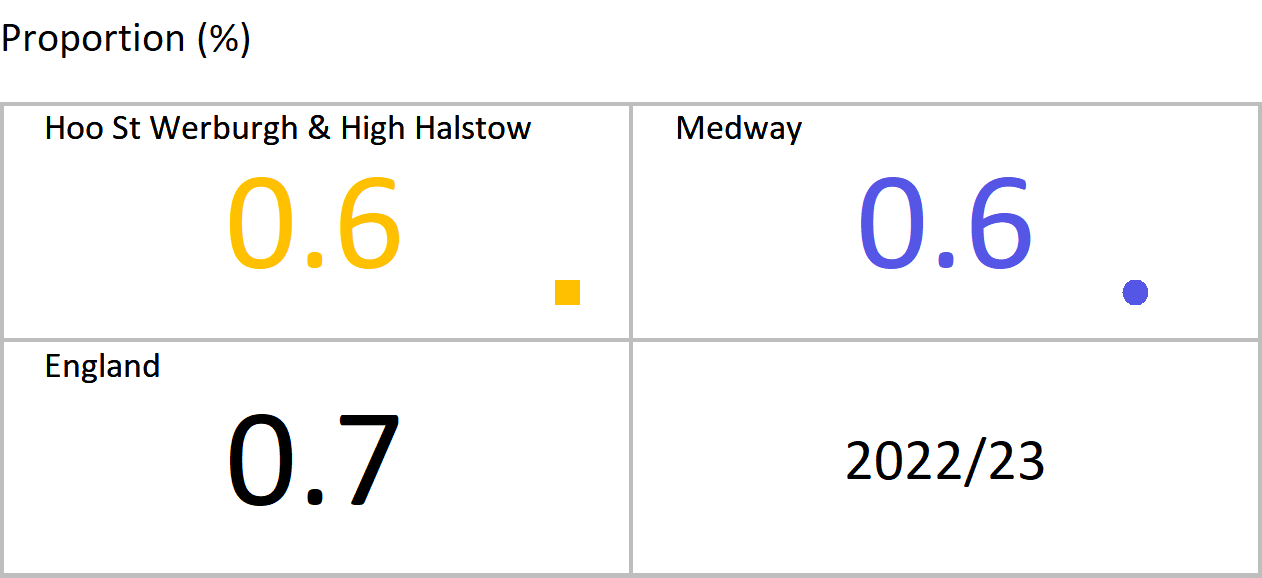 Proportion (%)
Hoo St Werburgh & High Halstow
0.6
Medway
0.6
England
0.7
2022/23